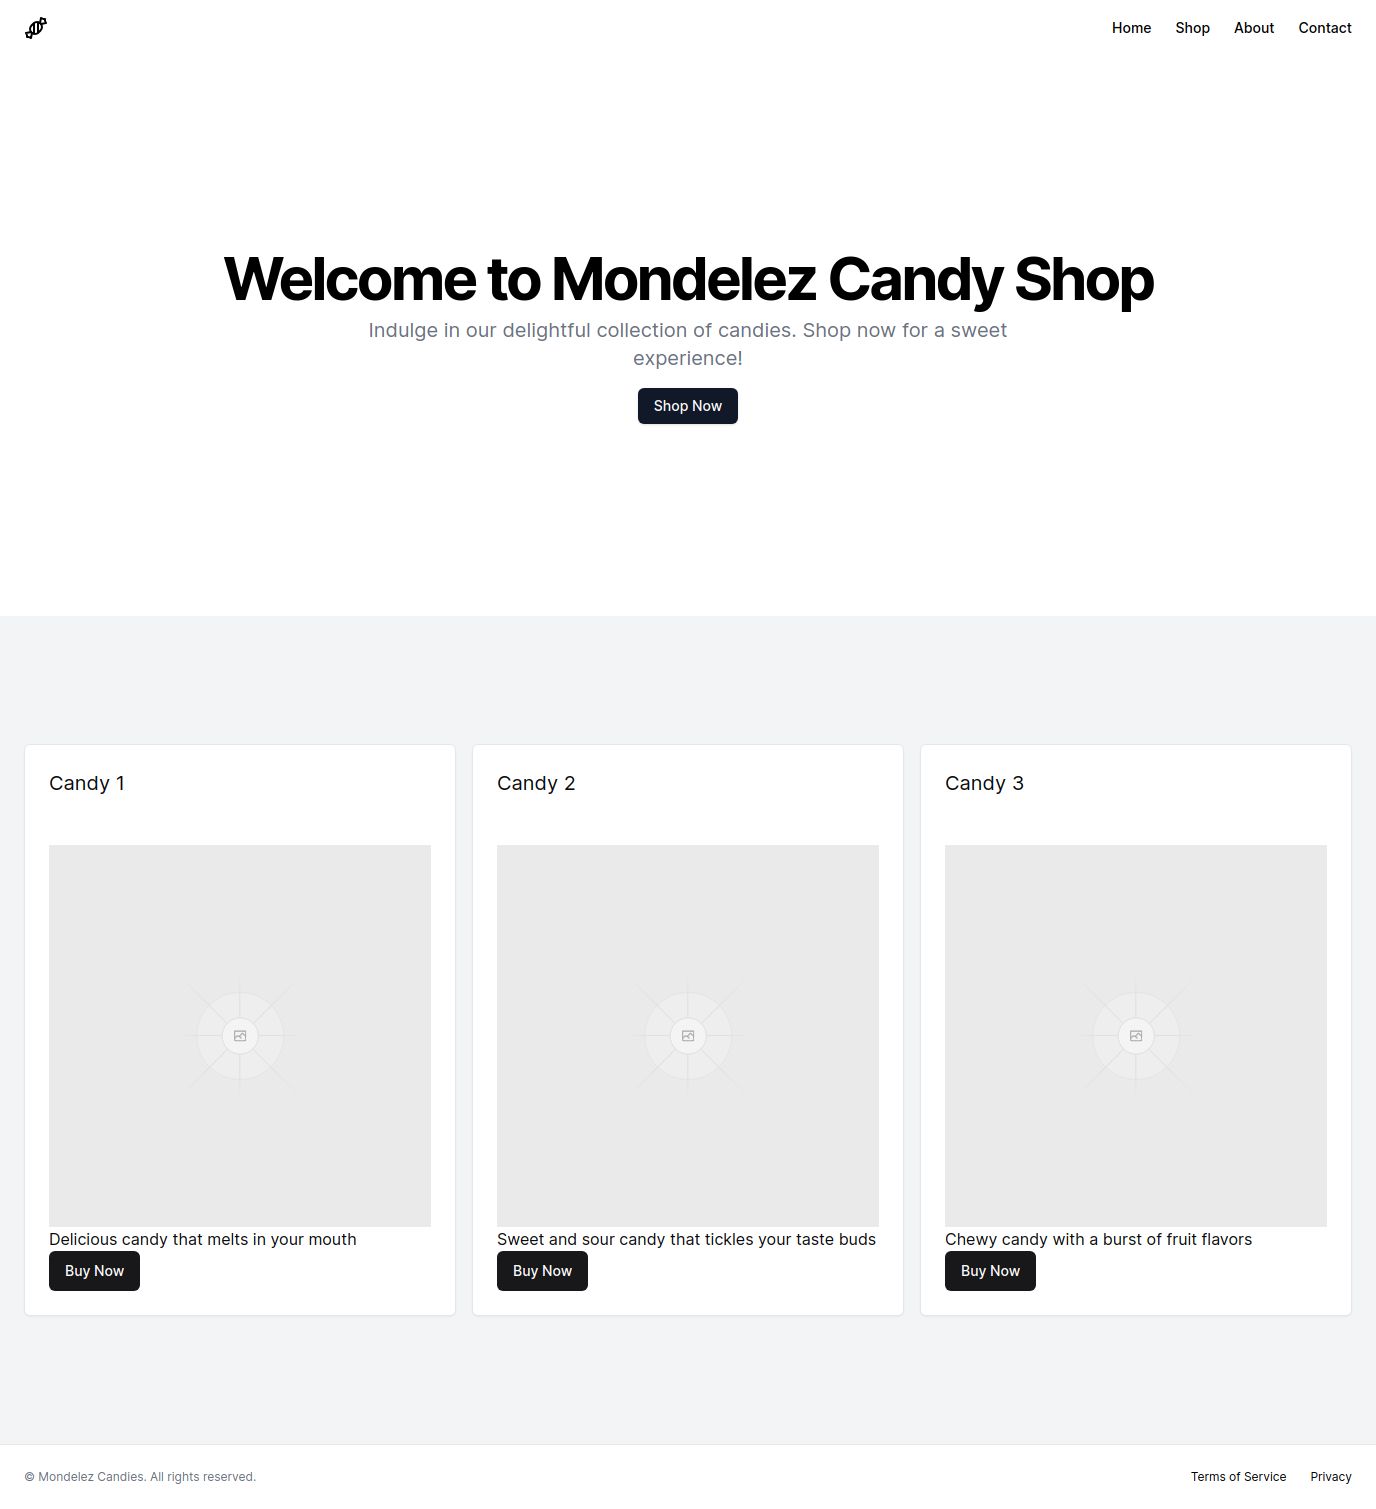 Home Shop About Contact
Welcome to Mondelez Candy Shop
Indulge in our delightful collection of candies. Shop now for a sweet
experience!
Shop Now
Candy 1
Delicious candy that melts in your mouth
Buy Now
Candy 2
Sweet and sour candy that tickles your taste buds
Buy Now
Candy 3
Chewy candy with a burst of fruit flavors
Buy Now
© Mondelez Candies. All rights reserved.
Terms of Service Privacy